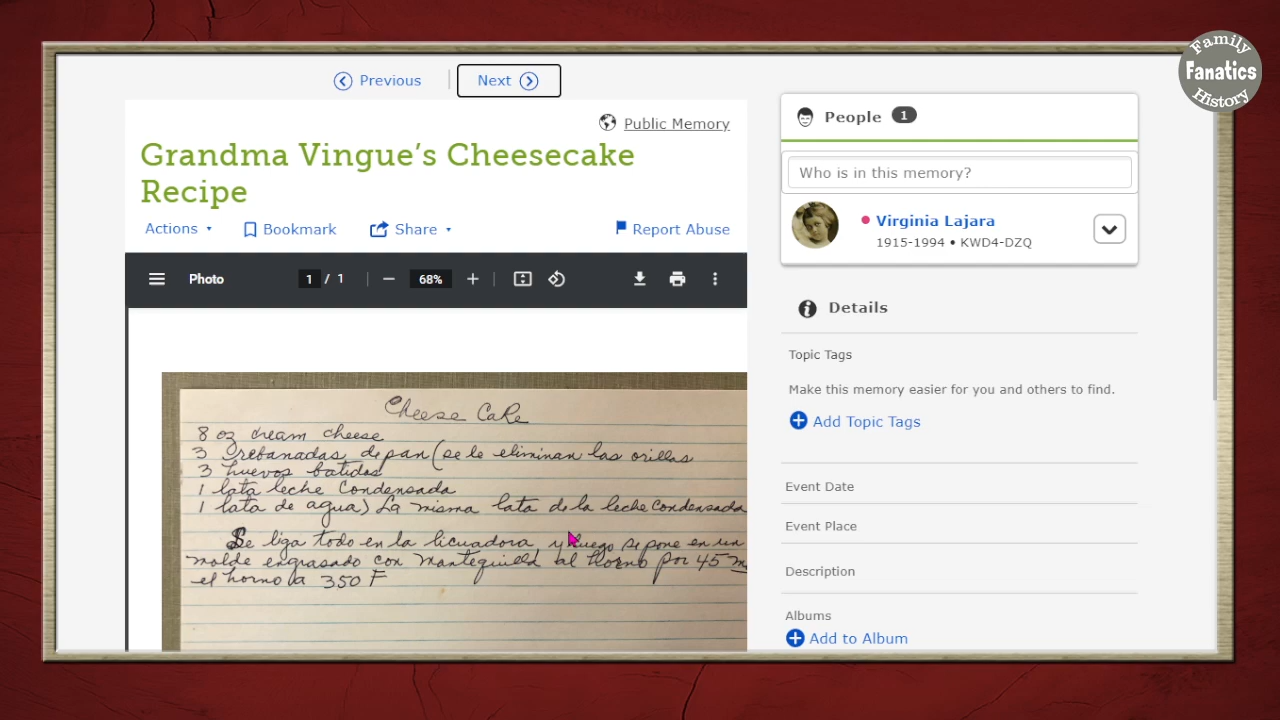 Family
Fanatics
History
Previous
Next
Public Memory
Grandma Vingue's Cheesecake
Recipe
Actions
Bookmark
Share
Report Abuse
Photo
1 / 1
68%
Cheese Cake
8 oz cream cheese
3 rebanadas de pan (se le eliminan las orillas
3 huevos batidos
1 lata leche Condensada
1 lata de agua) La misma lata de la leche condensada
Se liga todo en la licuadora y luego se pone en un
molde engrasado con mantequilla al Horno por 45 m
el horno a 350 F
People 1
Who is in this memory?
Virginia Lajara
1915-1994 • KWD4-DZQ
Details
Topic Tags
Make this memory easier for you and others to find.
Add Topic Tags
Event Date
Event Place
Description
Albums
Add to Album